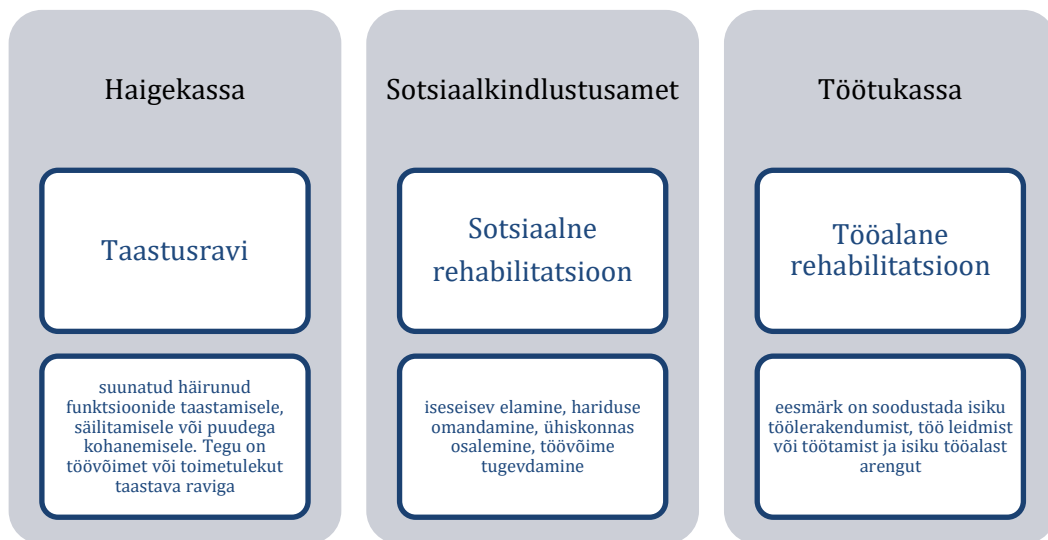 Haigekassa
Taastusravi
suunatud häirunud
funktsioonide taastamisele,
säilitamisele või puudega
kohanemisele. Tegu on
töövõimet või toimetulekut
taastava raviga
Sotsiaalkindlustusamet
Sotsiaalne
rehabilitatsioon
iseseisev elamine, hariduse
omandamine, ühiskonnas
osalemine, töövõime
tugevdamine
Töötukassa
Tööalane
rehabilitatsioon
eesmärk on soodustada isiku
töölerakendumist, töö leidmist
või töötamist ja isiku tööalast
arengut